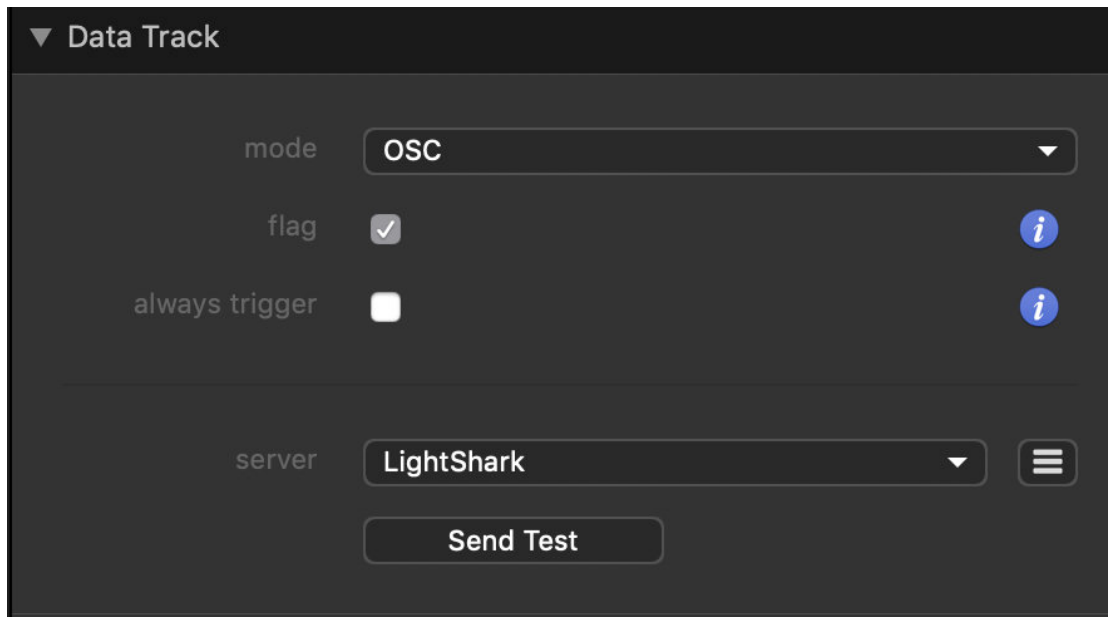 Data Track
mode OSC
flag
always trigger
server LightShark
Send Test